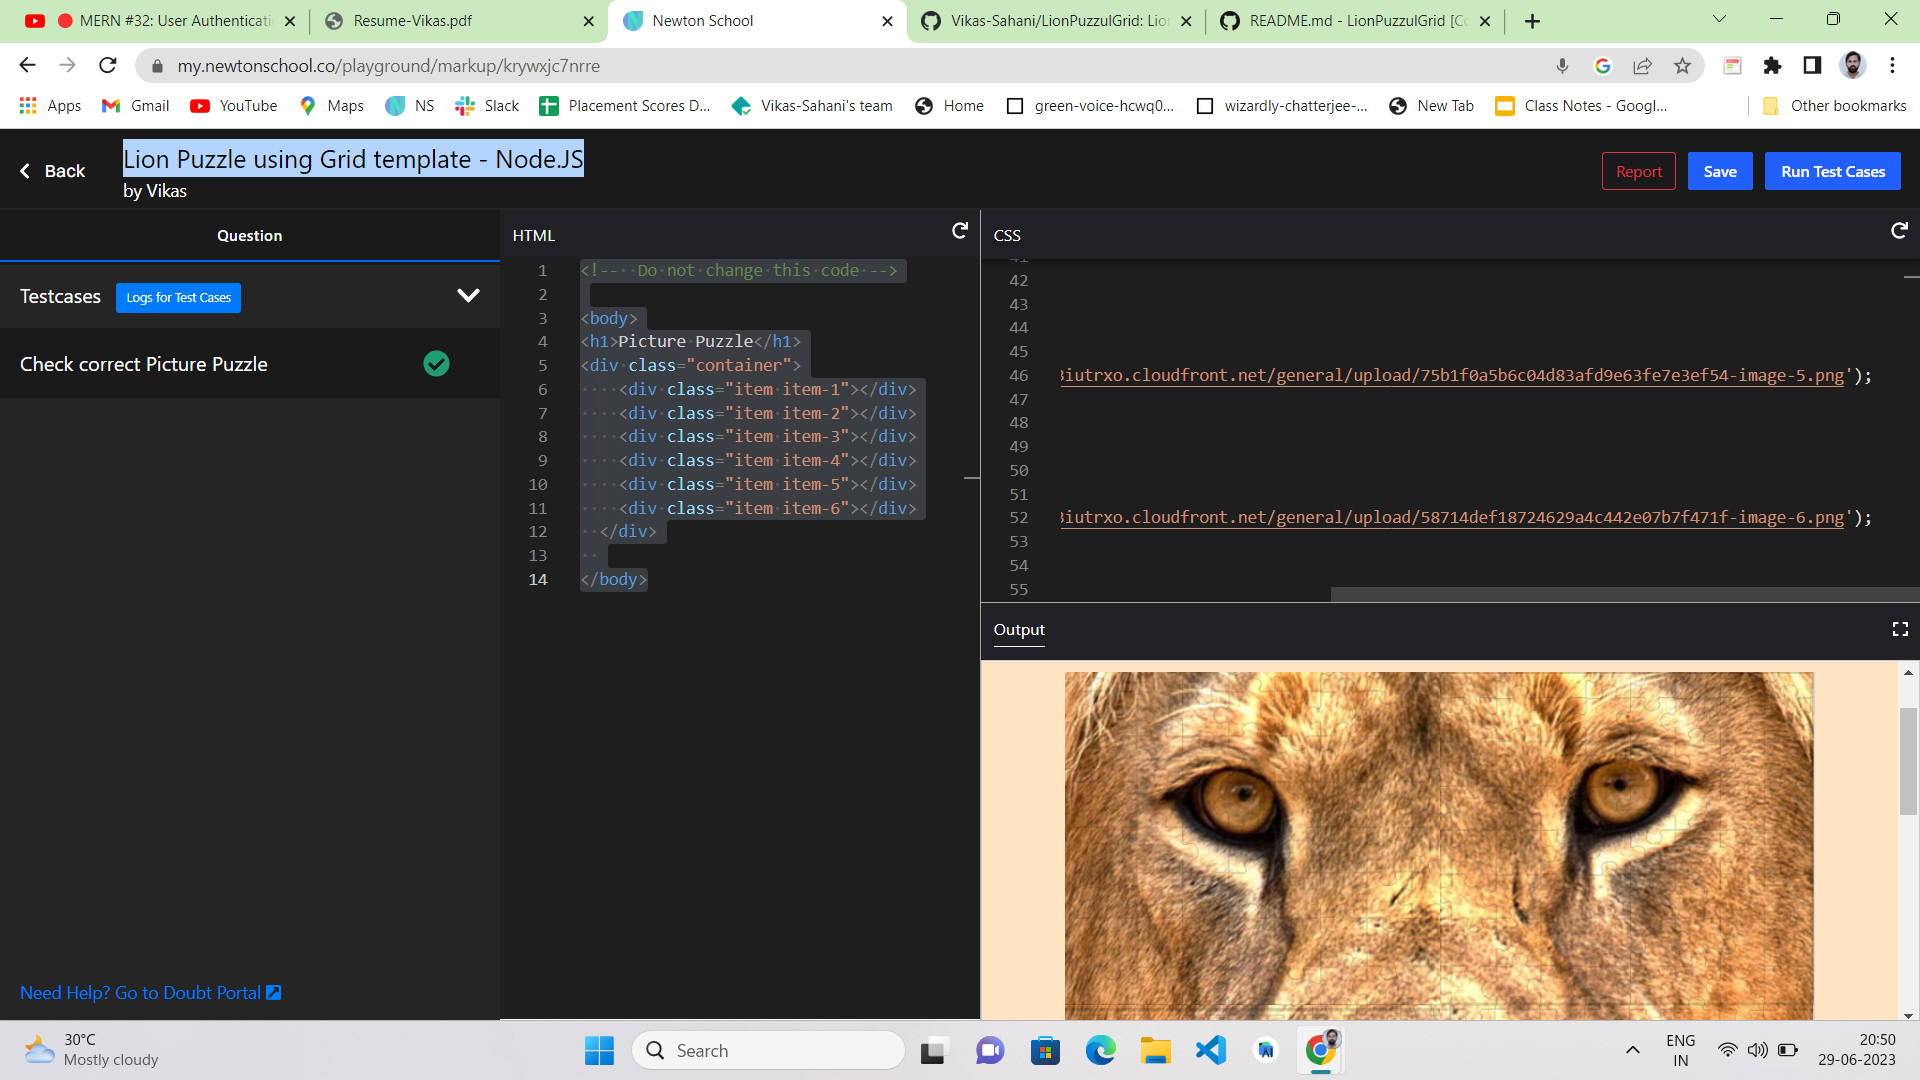 MERN #32: User Authenticati
Resume-Vikas.pdf
Newton School
Vikas-Sahani/LionPuzzulGrid: Lio
README.md - LionPuzzulGrid [Co
my.newtonschool.co/playground/markup/krywxjc7nrre
Apps
Gmail
YouTube
Maps
NS
Slack
Placement Scores D...
Vikas-Sahani's team
Home
green-voice-hcwq0...
wizardly-chatterjee-...
New Tab
Class Notes - Googl...
Other bookmarks
Back
Lion Puzzle using Grid template - Node.JS
by Vikas
Report
Save
Run Test Cases
Question
Testcases
Logs for Test Cases
Check correct Picture Puzzle
Need Help? Go to Doubt Portal
HTML
1 <!-- Do not change this code -->
2
3 <body>
4 <h1>Picture Puzzle</h1>
5 <div class="container">
6 <div class="item item-1"></div>
7 <div class="item item-2"></div>
8 <div class="item item-3"></div>
9 <div class="item item-4"></div>
10 <div class="item item-5"></div>
11 <div class="item item-6"></div>
12 </div>
13
14 </body>
CSS
41
42
43
44
45
46 iutrxo.cloudfront.net/general/upload/75b1f0a5b6c04d83afd9e63fe7e3ef54-image-5.png');
47
48
49
50
51
52 iutrxo.cloudfront.net/general/upload/58714def18724629a4c442e07b7f471f-image-6.png');
53
54
55
Output
30°C
Mostly cloudy
Search
ENG
IN
20:50
29-06-2023